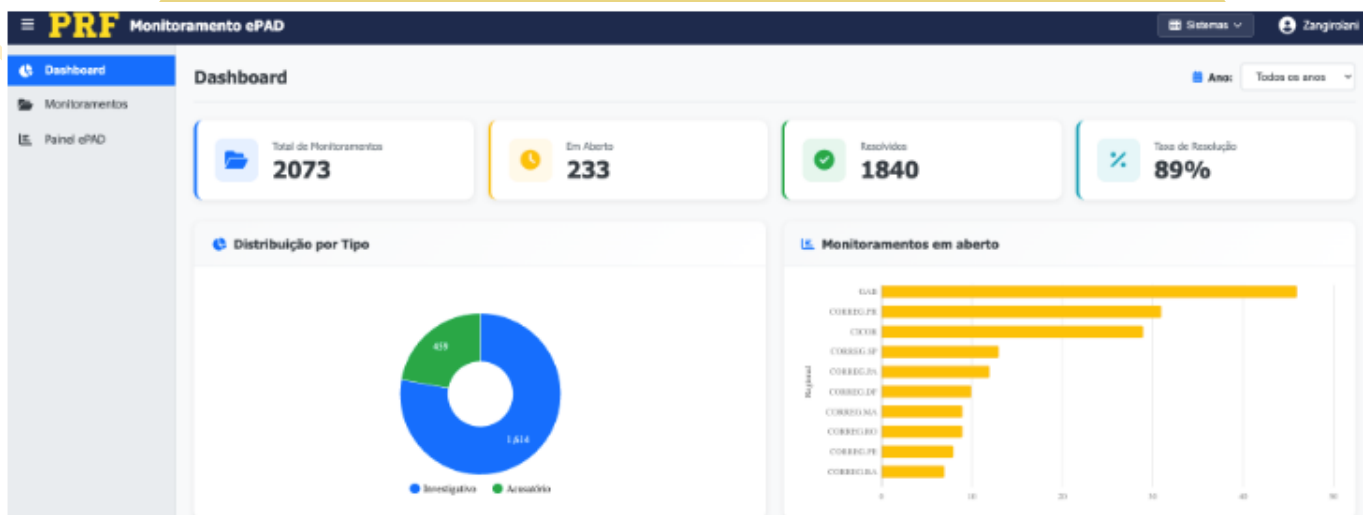 PRF Monitoramento ePAD
Sistemas
Zangirolani
Dashboard
Monitoramentos
Painel ePAD
Dashboard
Ano:
Todos os anos
Total de Monitoramentos
2073
Em Aberto
233
Resolvidos
1840
Taxa de Resolução
89%
Distribuição por Tipo
459
1,614
Investigativo
Acusatório
Monitoramentos em aberto
Regional
GAB
CORREG.PR
CICOR
CORREG.SP
CORREG.PA
CORREG.DF
CORREG.MA
CORREG.RO
CORREG.PE
CORREG.BA
0
10
20
30
40
50